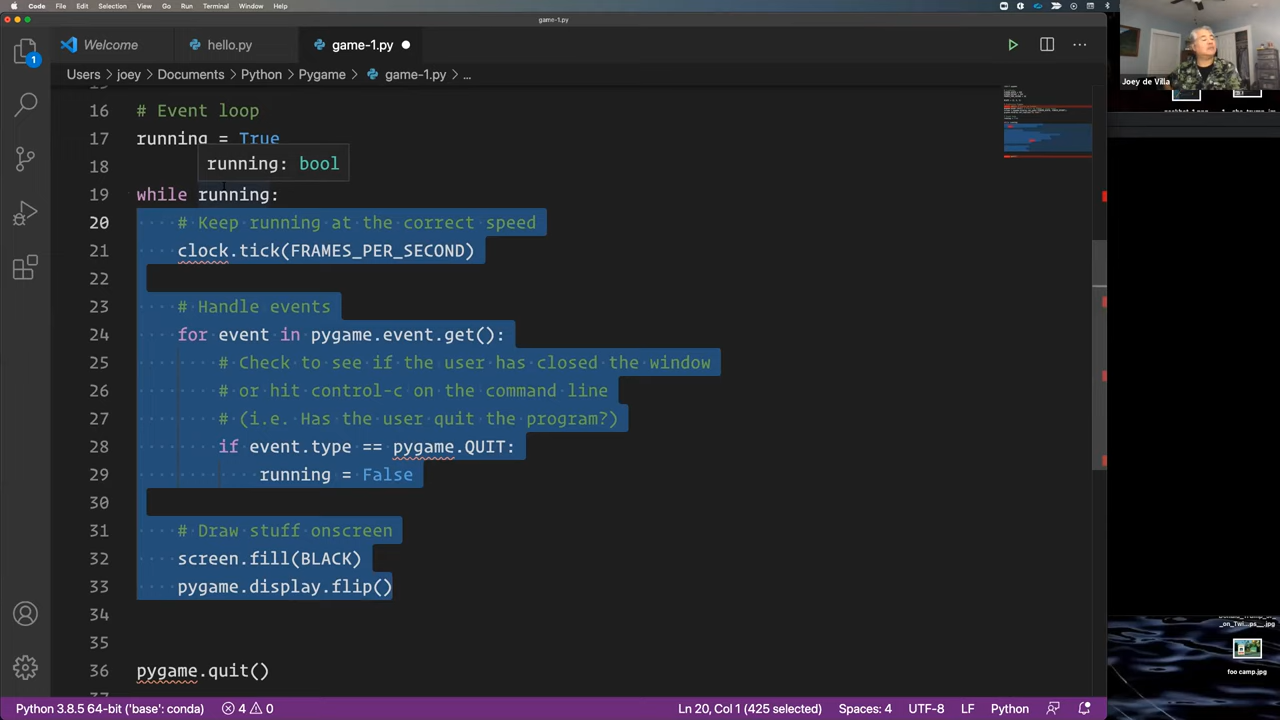 Code File Edit Selection View Go Run Terminal Window Help
game-1.py
Welcome hello.py game-1.py
1
Users > joey > Documents > Python > Pygame > game-1.py > ...
Joey de Villa
16 # Event loop
17 running = True
running: bool
18
19 while running:
20 # Keep running at the correct speed
21 clock.tick(FRAMES_PER_SECOND)
22
23 # Handle events
24 for event in pygame.event.get():
25 # Check to see if the user has closed the window
26 # or hit control-c on the command line
27 # (i.e. Has the user quit the program?)
28 if event.type == pygame.QUIT:
29 running = False
30
31 # Draw stuff onscreen
32 screen.fill(BLACK)
33 pygame.display.flip()
34
35
36 pygame.quit()
foo camp.jpg
Python 3.8.5 64-bit ('base': conda) 4 0 Ln 20, Col 1 (425 selected) Spaces: 4 UTF-8 LF Python